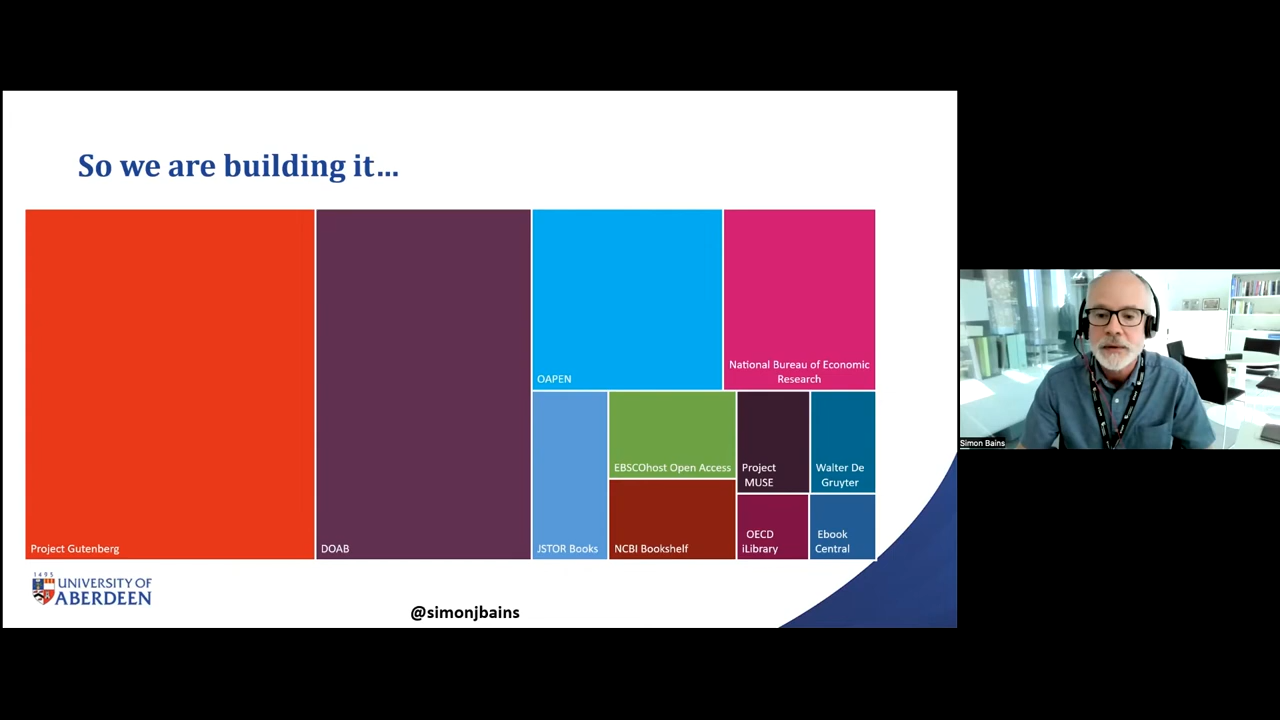 So we are building it...
OAPEN
National Bureau of Economic
Research
EBSCOhost Open Access
Project
MUSE
Walter De
Gruyter
Project Gutenberg
DOAB
JSTOR Books
NCBI Bookshelf
OECD
iLibrary
Ebook
Central
1495
UNIVERSITY OF
ABERDEEN
@simonjbains
Simon Bains